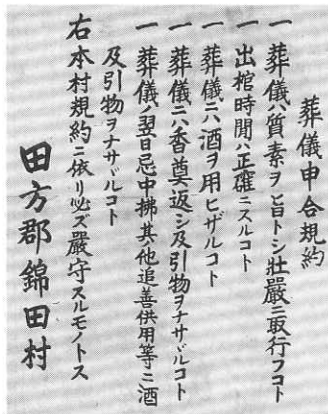 葬儀申合規約
一 葬儀ハ質素ヲ旨トシ壮嚴ニ取行フコト
一 出棺時間ハ正確ニスルコト
一 葬儀ニハ酒ヲ用ヒザルコト
一 葬儀ニハ香奠返シ及引物ヲナサヾルコト
一 葬儀ノ翌日忌中拂其他追善供用等ニ酒
及引物ヲナサヾルコト
右本村規約ニ依リ必ズ嚴守スルモノトス
田方郡錦田村